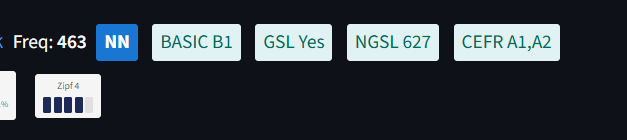 Freq: 463 NN BASIC B1 GSL Yes NGSL 627 CEFR A1,A2
% Zipf 4